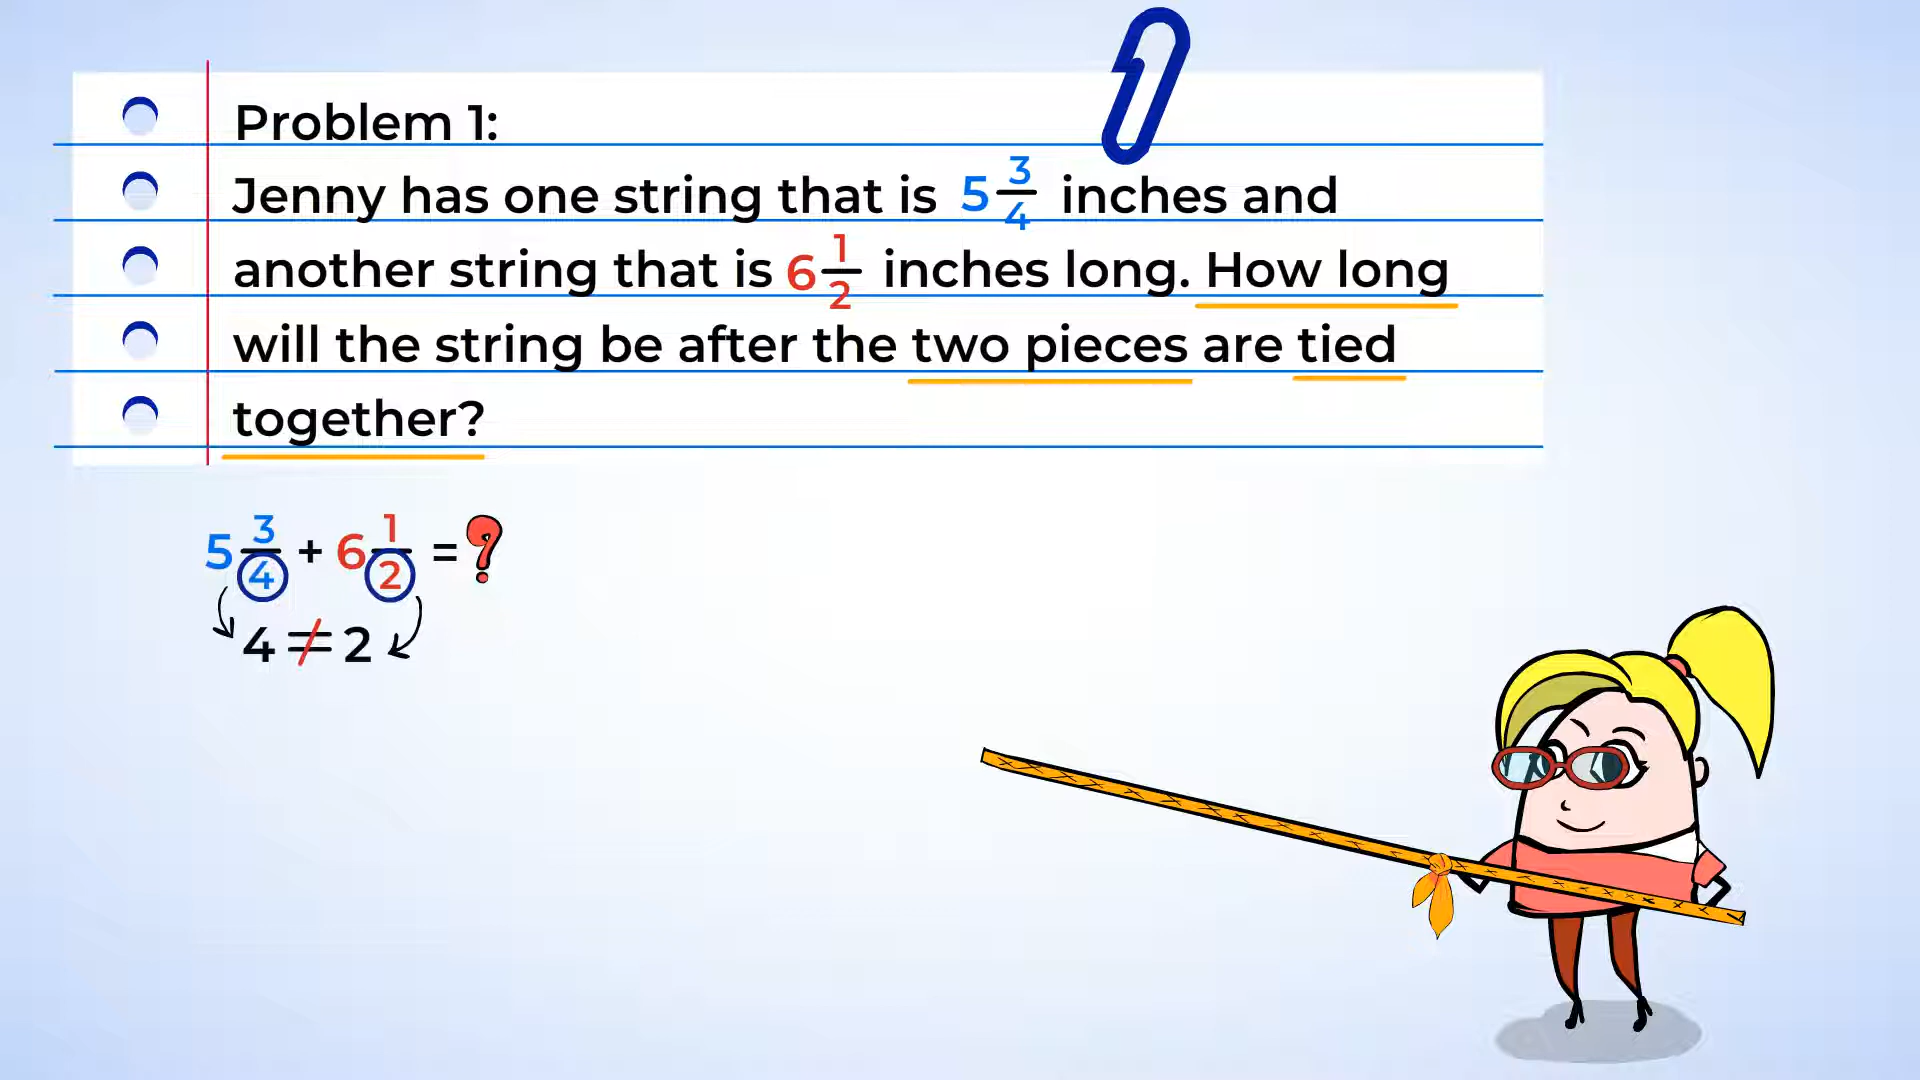 Problem 1:
Jenny has one string that is 5 3/4 inches and
another string that is 6 1/2 inches long. How long
will the string be after the two pieces are tied
together?
5 3/4 + 6 1/2 = ?
4 ≠ 2